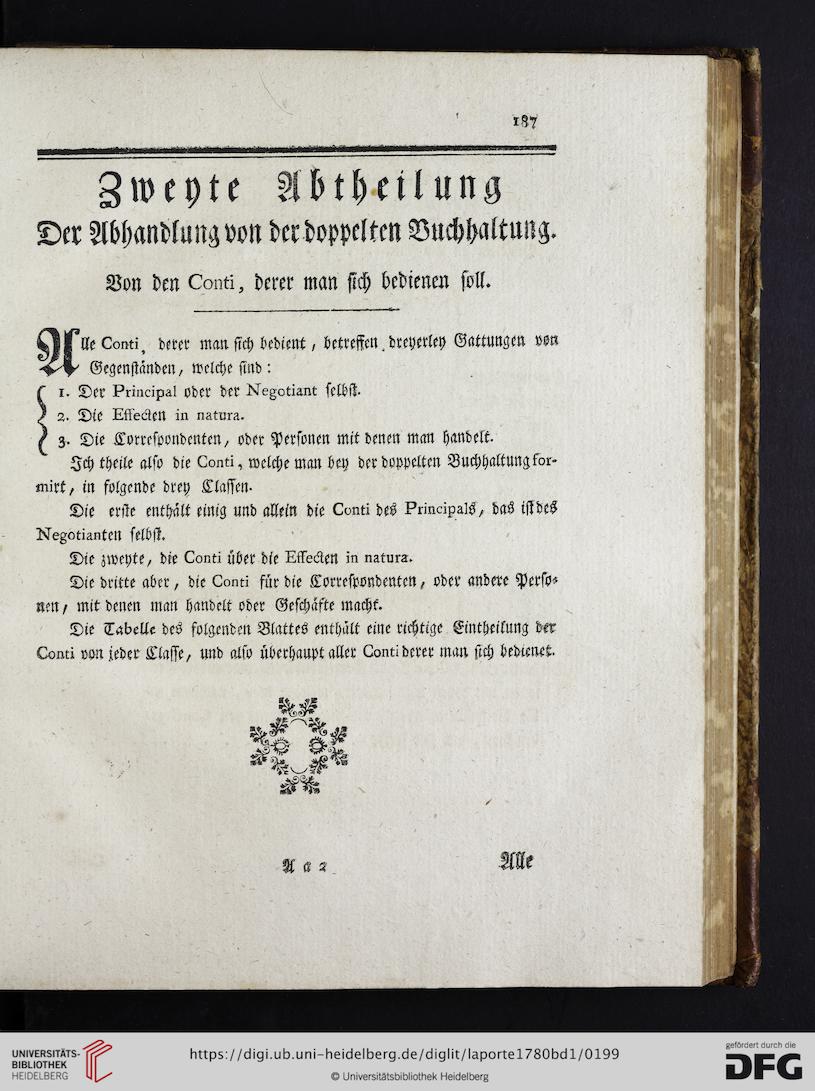 187
Zweyte Abtheilung
Der Abhandlung von der doppelten Buchhaltung.
Von den Conti, derer man sich bedienen soll.
Alle Conti, derer man sich bedient, betreffen dreyerley Gattungen von
Gegenständen, welche sind:
1. Der Principal oder der Negotiant selbst.
2. Die Effecten in natura.
3. Die Correspondenten, oder Personen mit denen man handelt.
Ich theile also die Conti, welche man bey der doppelten Buchhaltung for-
mirt, in folgende drey Classen.
Die erste enthält einig und allein die Conti des Principals, das ist des
Negotianten selbst.
Die zweyte, die Conti über die Effecten in natura.
Die dritte aber, die Conti für die Correspondenten, oder andere Perso-
nen, mit denen man handelt oder Geschäfte macht.
Die Tabelle des folgenden Blattes enthält eine richtige Eintheilung der
Conti von jeder Classe, und also überhaupt aller Conti derer man sich bedienet.
A a 2
Alle
UNIVERSITÄTS-
BIBLIOTHEK
HEIDELBERG
https://digi.ub.uni-heidelberg.de/diglit/laporte1780bd1/0199
© Universitätsbibliothek Heidelberg
gefördert durch die
DFG